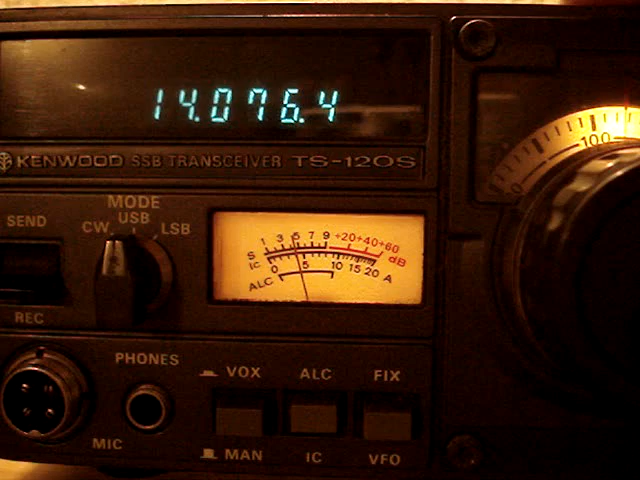 14.076.4
KENWOOD SSB TRANSCEIVER TS-120S
100
MODE
SEND CW USB LSB
REC
S 1 3 5 7 9 +20 +40 +60 dB
IC 0 5 10 15 20 A
ALC
PHONES
MIC
VOX ALC FIX
MAN IC VFO